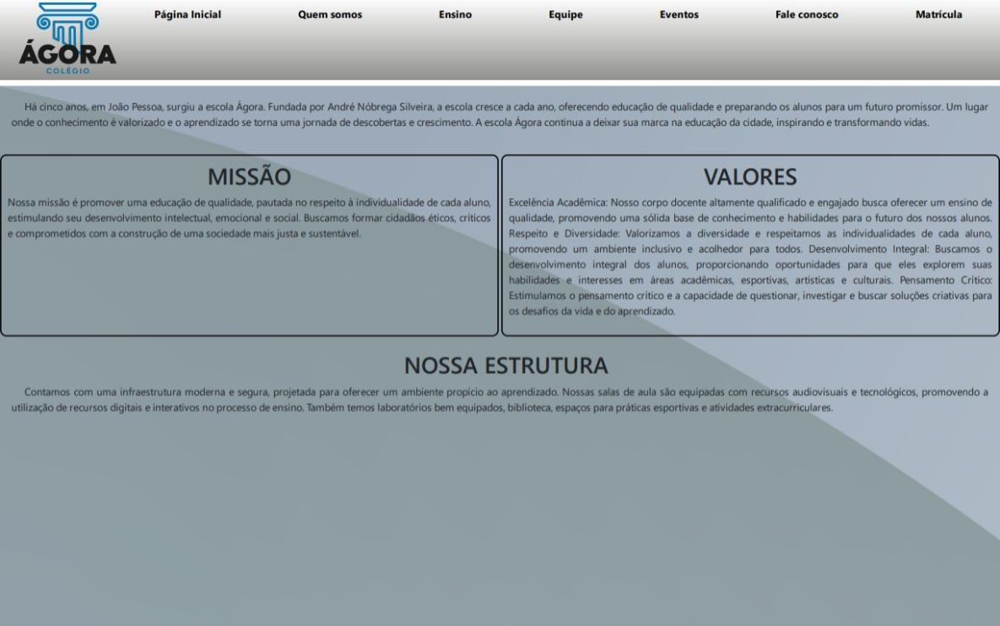 Página Inicial Quem somos Ensino Equipe Eventos Fale conosco Matrícula
ÁGORA
COLÉGIO
Há cinco anos, em João Pessoa, surgiu a escola Ágora. Fundada por André Nóbrega Silveira, a escola cresce a cada ano, oferecendo educação de qualidade e preparando os alunos para um futuro promissor. Um lugar
onde o conhecimento é valorizado e o aprendizado se torna uma jornada de descobertas e crescimento. A escola Ágora continua a deixar sua marca na educação da cidade, inspirando e transformando vidas.
MISSÃO
Nossa missão é promover uma educação de qualidade, pautada no respeito à individualidade de cada aluno,
estimulando seu desenvolvimento intelectual, emocional e social. Buscamos formar cidadãos éticos, críticos
e comprometidos com a construção de uma sociedade mais justa e sustentável.
VALORES
Excelência Acadêmica: Nosso corpo docente altamente qualificado e engajado busca oferecer um ensino de
qualidade, promovendo uma sólida base de conhecimento e habilidades para o futuro dos nossos alunos.
Respeito e Diversidade: Valorizamos a diversidade e respeitamos as individualidades de cada aluno,
promovendo um ambiente inclusivo e acolhedor para todos. Desenvolvimento Integral: Buscamos o
desenvolvimento integral dos alunos, proporcionando oportunidades para que eles explorem suas
habilidades e interesses em áreas acadêmicas, esportivas, artísticas e culturais. Pensamento Crítico:
Estimulamos o pensamento crítico e a capacidade de questionar, investigar e buscar soluções criativas para
os desafios da vida e do aprendizado.
NOSSA ESTRUTURA
Contamos com uma infraestrutura moderna e segura, projetada para oferecer um ambiente propício ao aprendizado. Nossas salas de aula são equipadas com recursos audiovisuais e tecnológicos, promovendo a
utilização de recursos digitais e interativos no processo de ensino. Também temos laboratórios bem equipados, biblioteca, espaços para práticas esportivas e atividades extracurriculares.